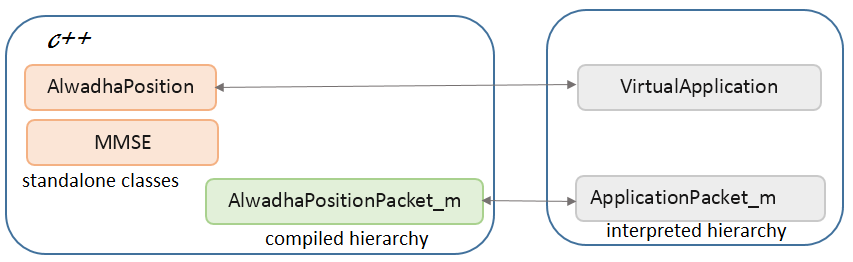 C++
AlwadhaPosition
VirtualApplication
MMSE
standalone classes
AlwadhaPositionPacket_m
ApplicationPacket_m
compiled hierarchy
interpreted hierarchy